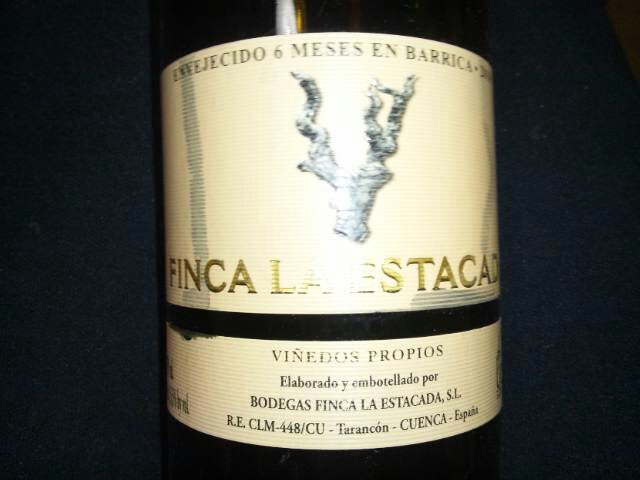 ENVEJECIDO 6 MESES EN BARRICA •
FINCA LA ESTACAD
VIÑEDOS PROPIOS
Elaborado y embotellado por
BODEGAS FINCA LA ESTACADA, S.L.
R.E. CLM-448/CU - Tarancón - CUENCA - España